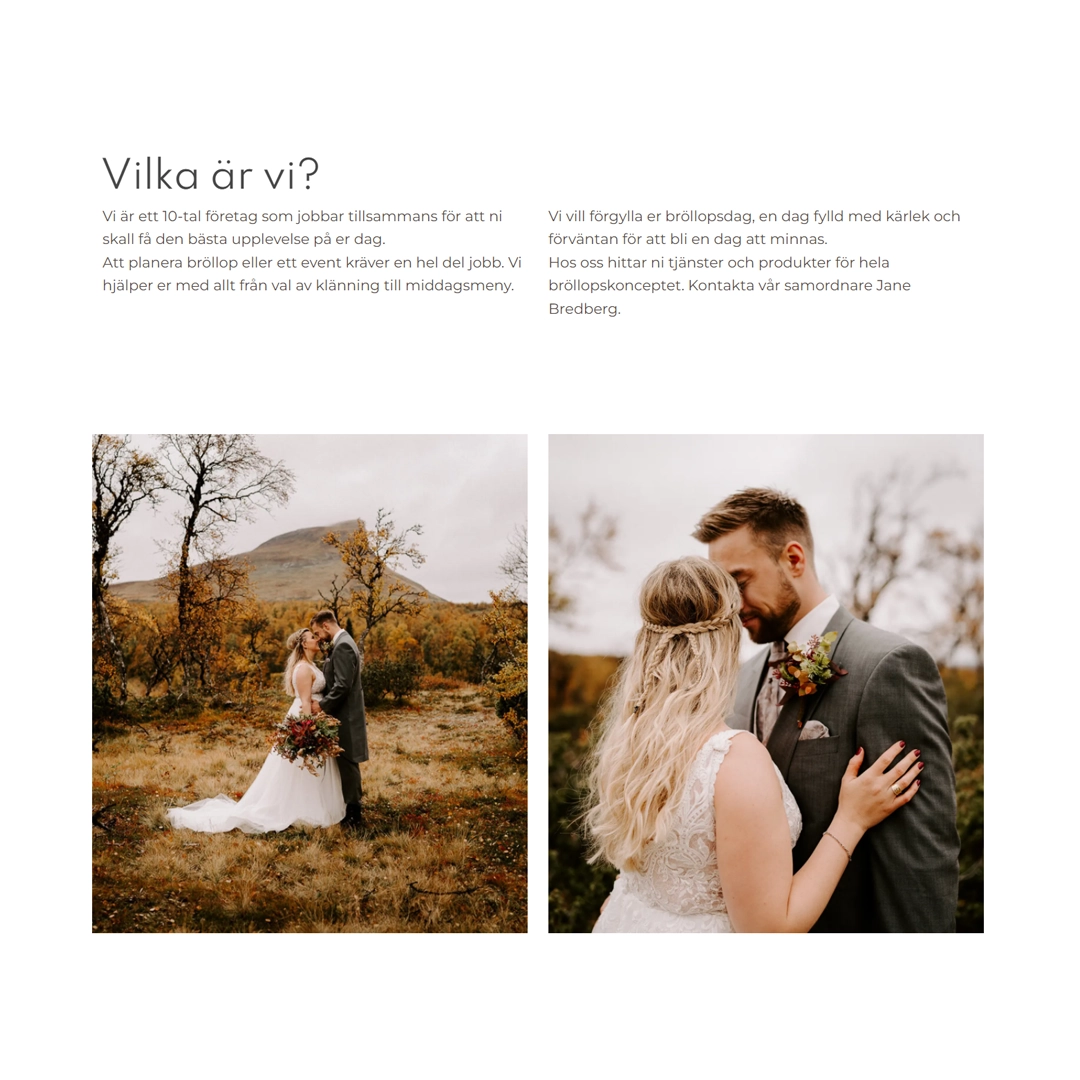 Vilka är vi?
Vi är ett 10-tal företag som jobbar tillsammans för att ni
skall få den bästa upplevelse på er dag.
Att planera bröllop eller ett event kräver en hel del jobb. Vi
hjälper er med allt från val av klänning till middagsmeny.
Vi vill förgylla er bröllopsdag, en dag fylld med kärlek och
förväntan för att bli en dag att minnas.
Hos oss hittar ni tjänster och produkter för hela
bröllopskonceptet. Kontakta vår samordnare Jane
Bredberg.